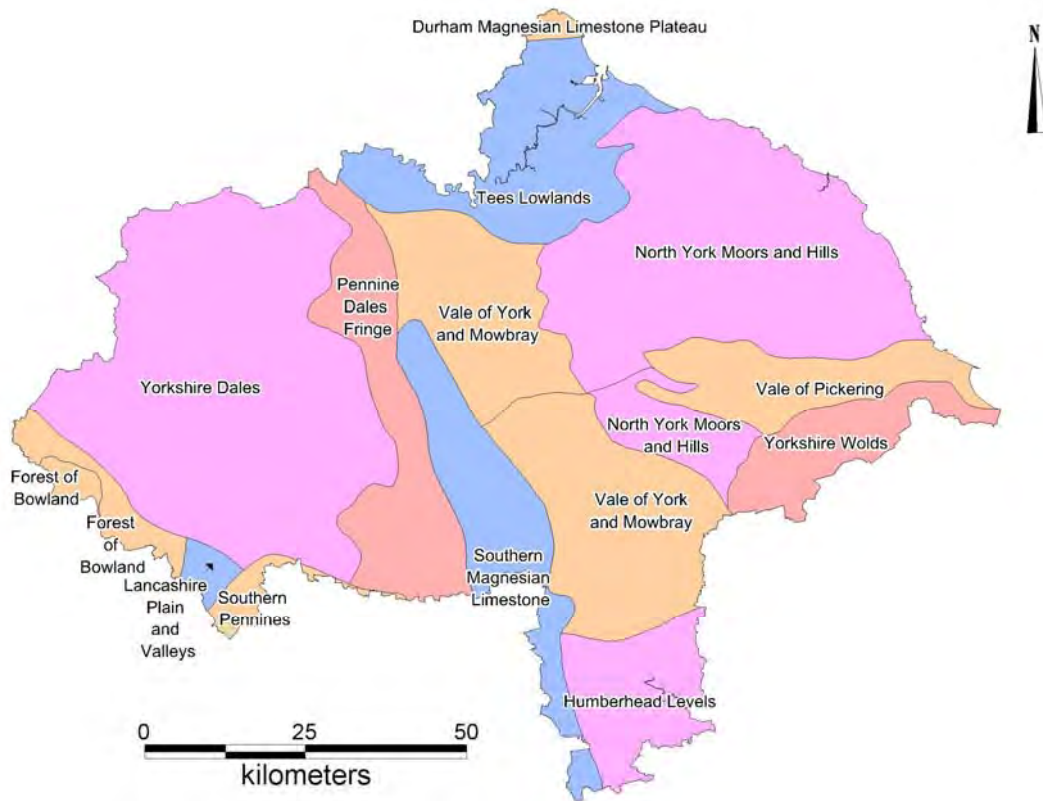 Durham Magnesian Limestone Plateau
N
Tees Lowlands
North York Moors and Hills
Pennine
Dales
Fringe
Vale of York
and Mowbray
Yorkshire Dales
Vale of Pickering
North York Moors
and Hills
Yorkshire Wolds
Forest of
Bowland
Vale of York
and Mowbray
Forest
of
Bowland
Southern
Magnesian
Limestone
Lancashire
Plain
and
Valleys
Southern
Pennines
Humberhead Levels
0 25 50
kilometers